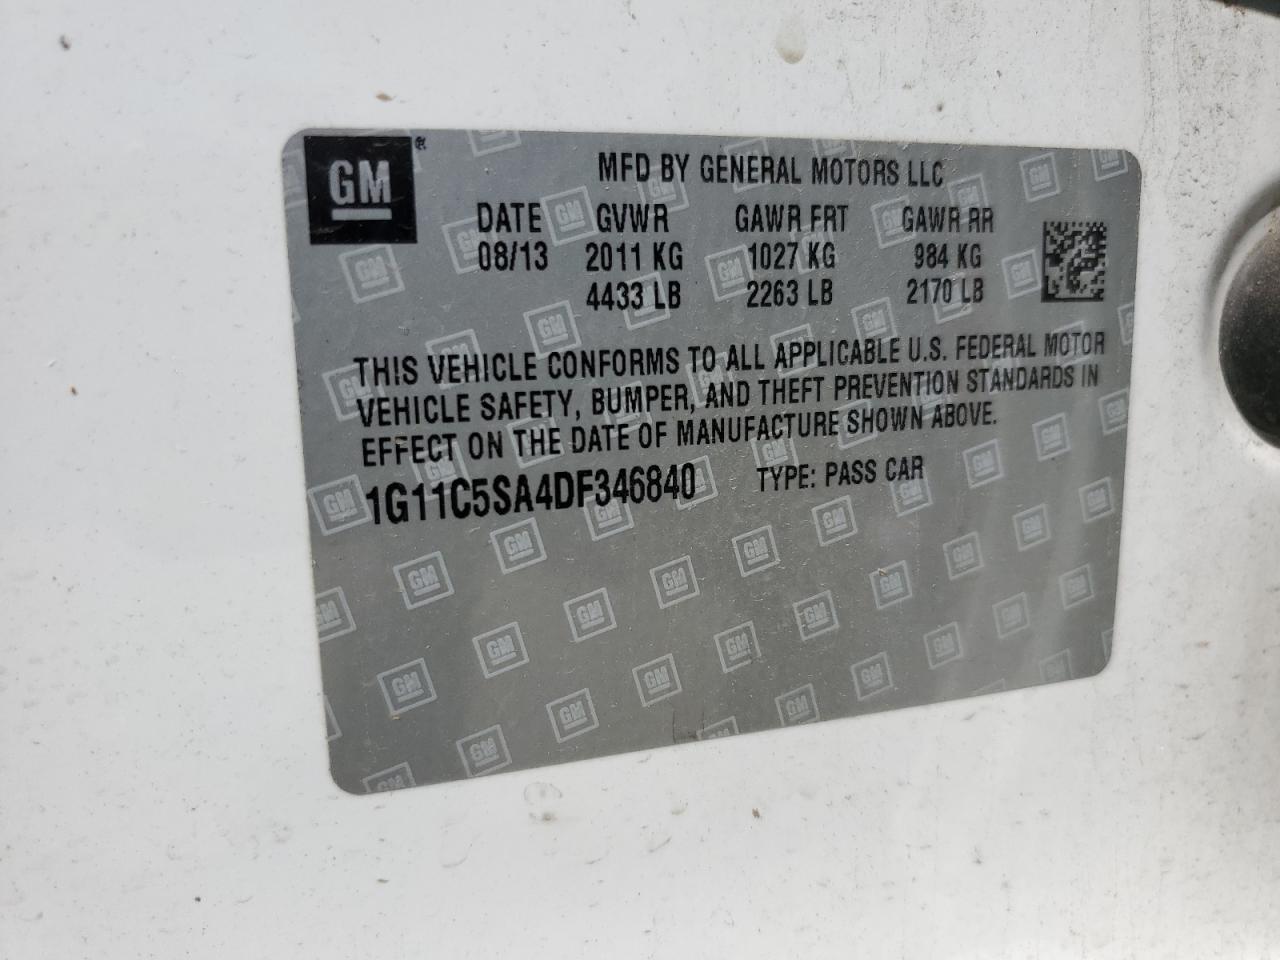 GM®
MFD BY GENERAL MOTORS LLC
DATE GVWR GAWR FRT GAWR RR
08/13 2011 KG 1027 KG 984 KG
4433 LB 2263 LB 2170 LB
THIS VEHICLE CONFORMS TO ALL APPLICABLE U.S. FEDERAL MOTOR
VEHICLE SAFETY, BUMPER, AND THEFT PREVENTION STANDARDS IN
EFFECT ON THE DATE OF MANUFACTURE SHOWN ABOVE.
1G11C5SA4DF346840 TYPE: PASS CAR